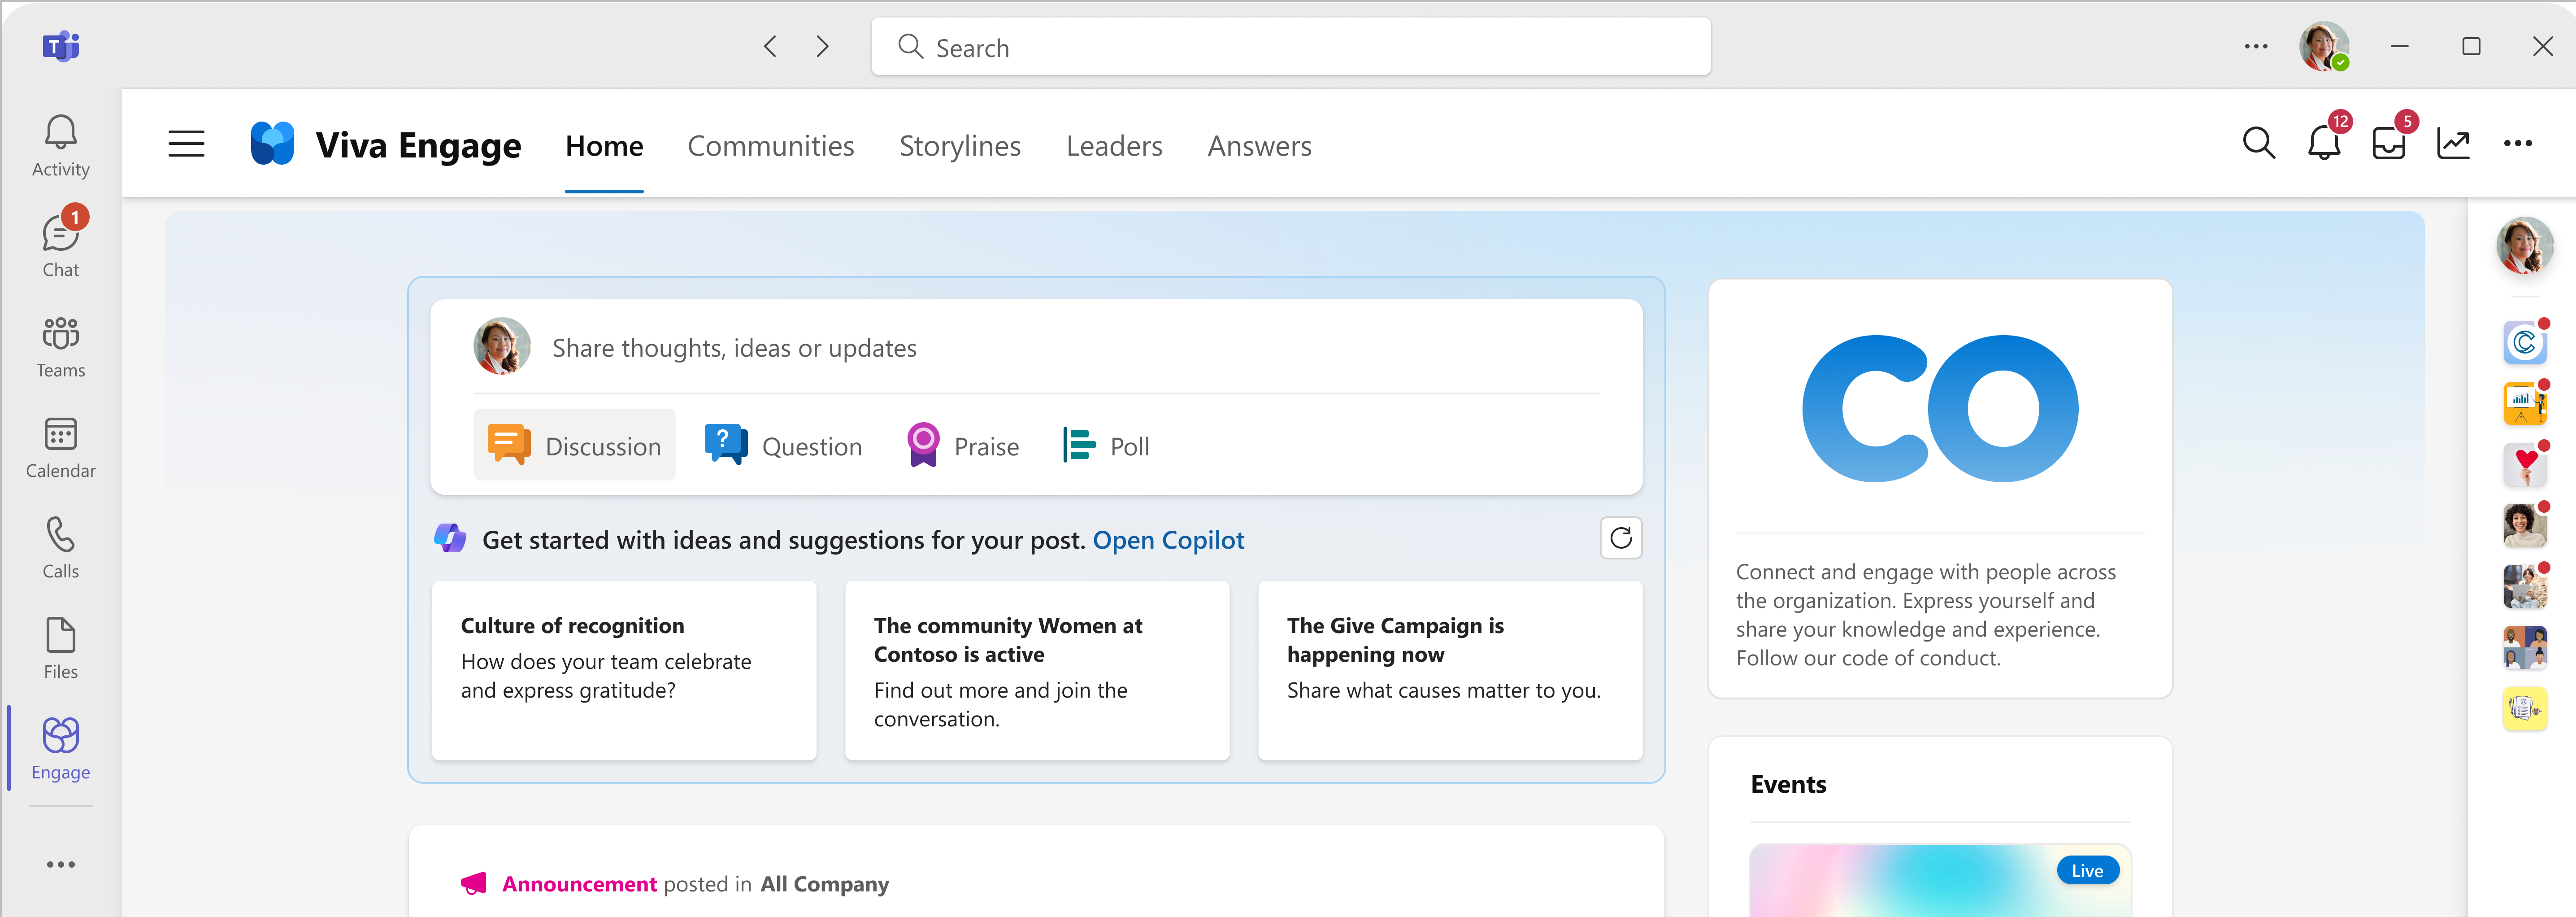 Search
Activity
1
Chat
Teams
Calendar
Calls
Files
Engage
Viva Engage
Home
Communities
Storylines
Leaders
Answers
12
5
Share thoughts, ideas or updates
Discussion
Question
Praise
Poll
Get started with ideas and suggestions for your post. Open Copilot
Culture of recognition
How does your team celebrate
and express gratitude?
The community Women at
Contoso is active
Find out more and join the
conversation.
The Give Campaign is
happening now
Share what causes matter to you.
Announcement posted in All Company
CO
Connect and engage with people across
the organization. Express yourself and
share your knowledge and experience.
Follow our code of conduct.
Events
Live